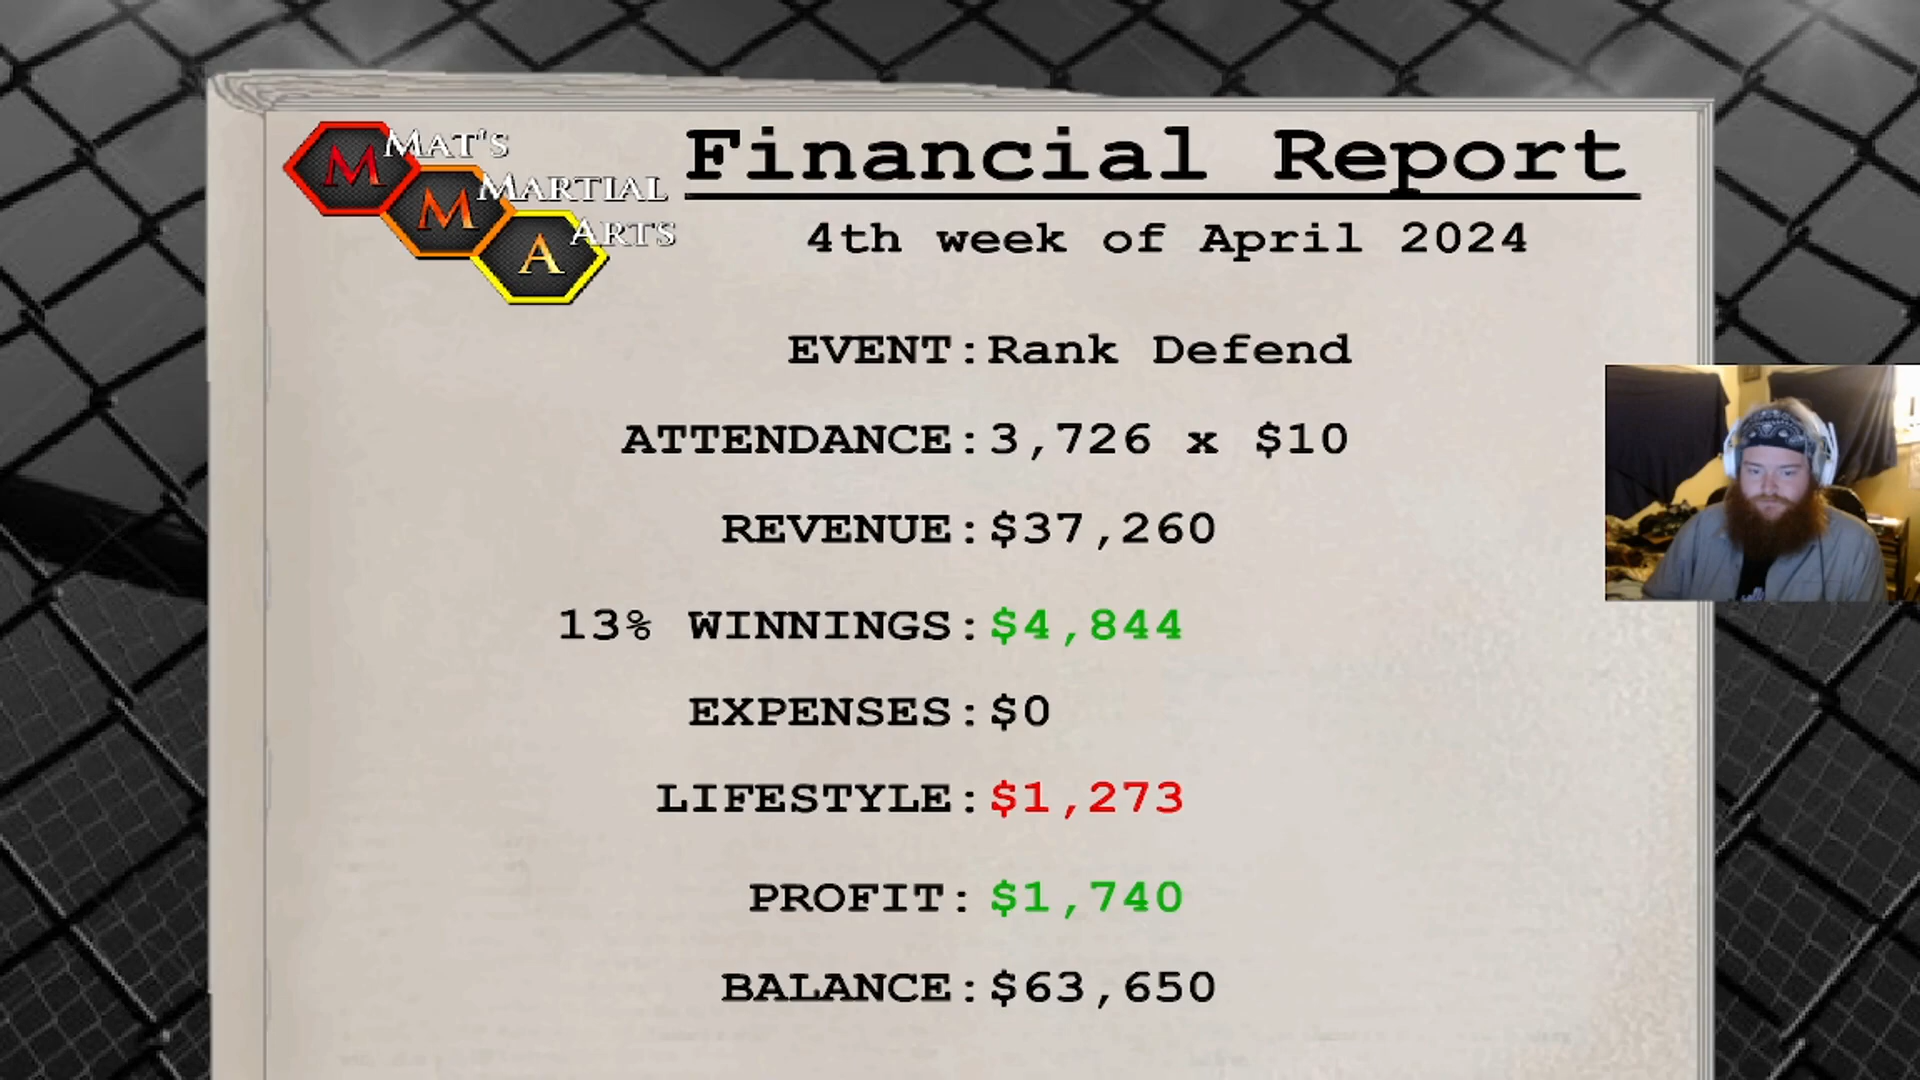 M MAT'S
M MARTIAL
A ARTS
Financial Report
4th week of April 2024
EVENT: Rank Defend
ATTENDANCE: 3,726 x $10
REVENUE: $37,260
13% WINNINGS: $4,844
EXPENSES: $0
LIFESTYLE: $1,273
PROFIT: $1,740
BALANCE: $63,650